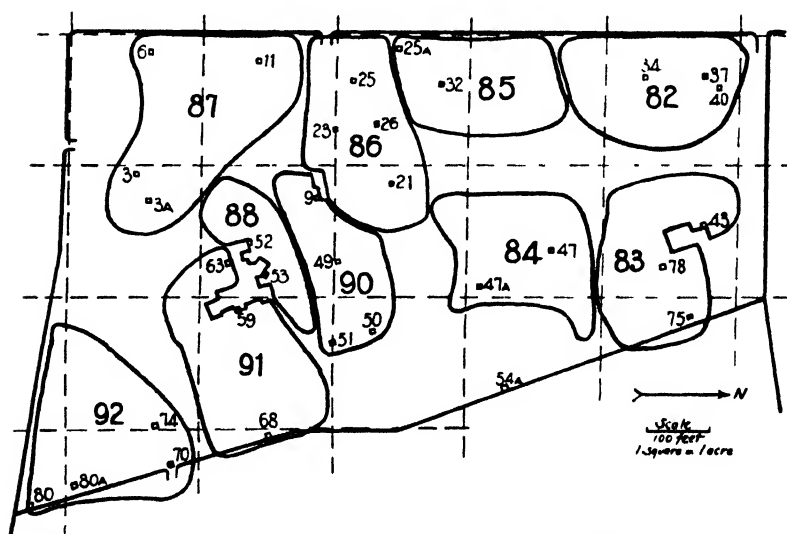 6 11 25A 34 37
25 32 85 82 40
87 23 26
86
3 21 3A 9
88 52 84 47 83 43
63 53 49 90 78
47A
59 50 75
51
91
54A
92 74 68
N
Scale
100 feet
1 square = 1 acre
70
80 80A